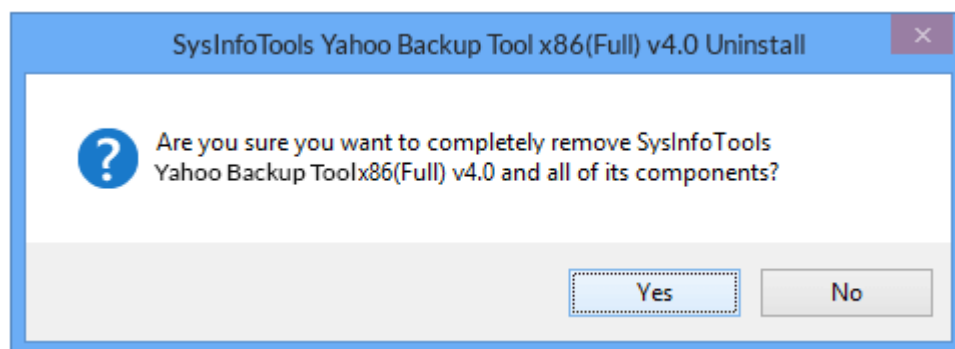 SysInfoTools Yahoo Backup Tool x86(Full) v4.0 Uninstall
Are you sure you want to completely remove SysInfoTools
Yahoo Backup Toolx86(Full) v4.0 and all of its components?
Yes
No